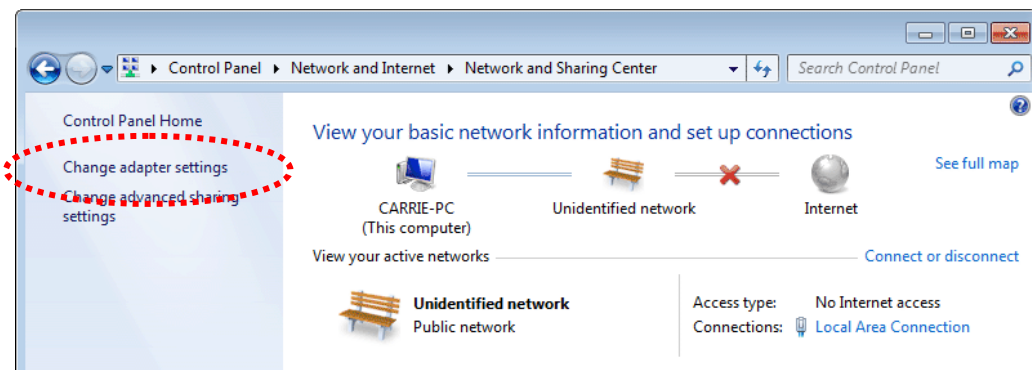 Control Panel ▸ Network and Internet ▸ Network and Sharing Center
Search Control Panel
Control Panel Home
Change adapter settings
Change advanced sharing
settings
View your basic network information and set up connections
See full map
CARRIE-PC
(This computer)
Unidentified network
Internet
View your active networks
Connect or disconnect
Unidentified network
Public network
Access type: No Internet access
Connections: Local Area Connection